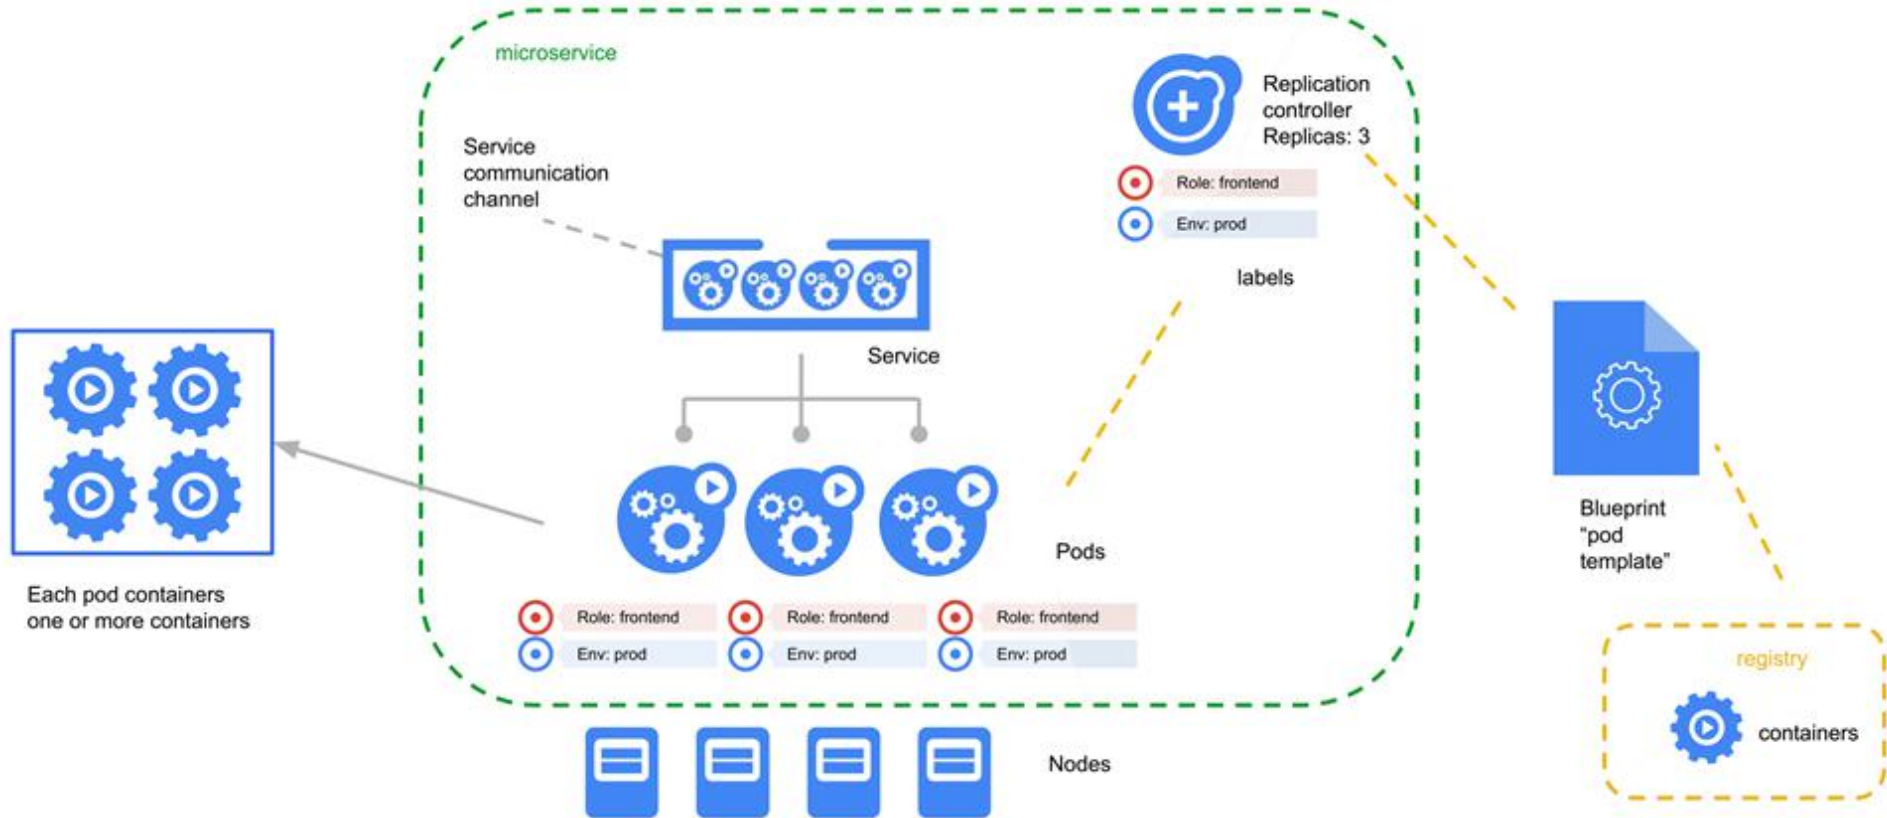 microservice
Replication
controller
Replicas: 3
Service
communication
channel
Role: frontend
Env: prod
labels
Service
Pods
Blueprint
“pod
template”
Each pod containers
one or more containers
Role: frontend
Role: frontend
Role: frontend
Env: prod
Env: prod
Env: prod
registry
containers
Nodes